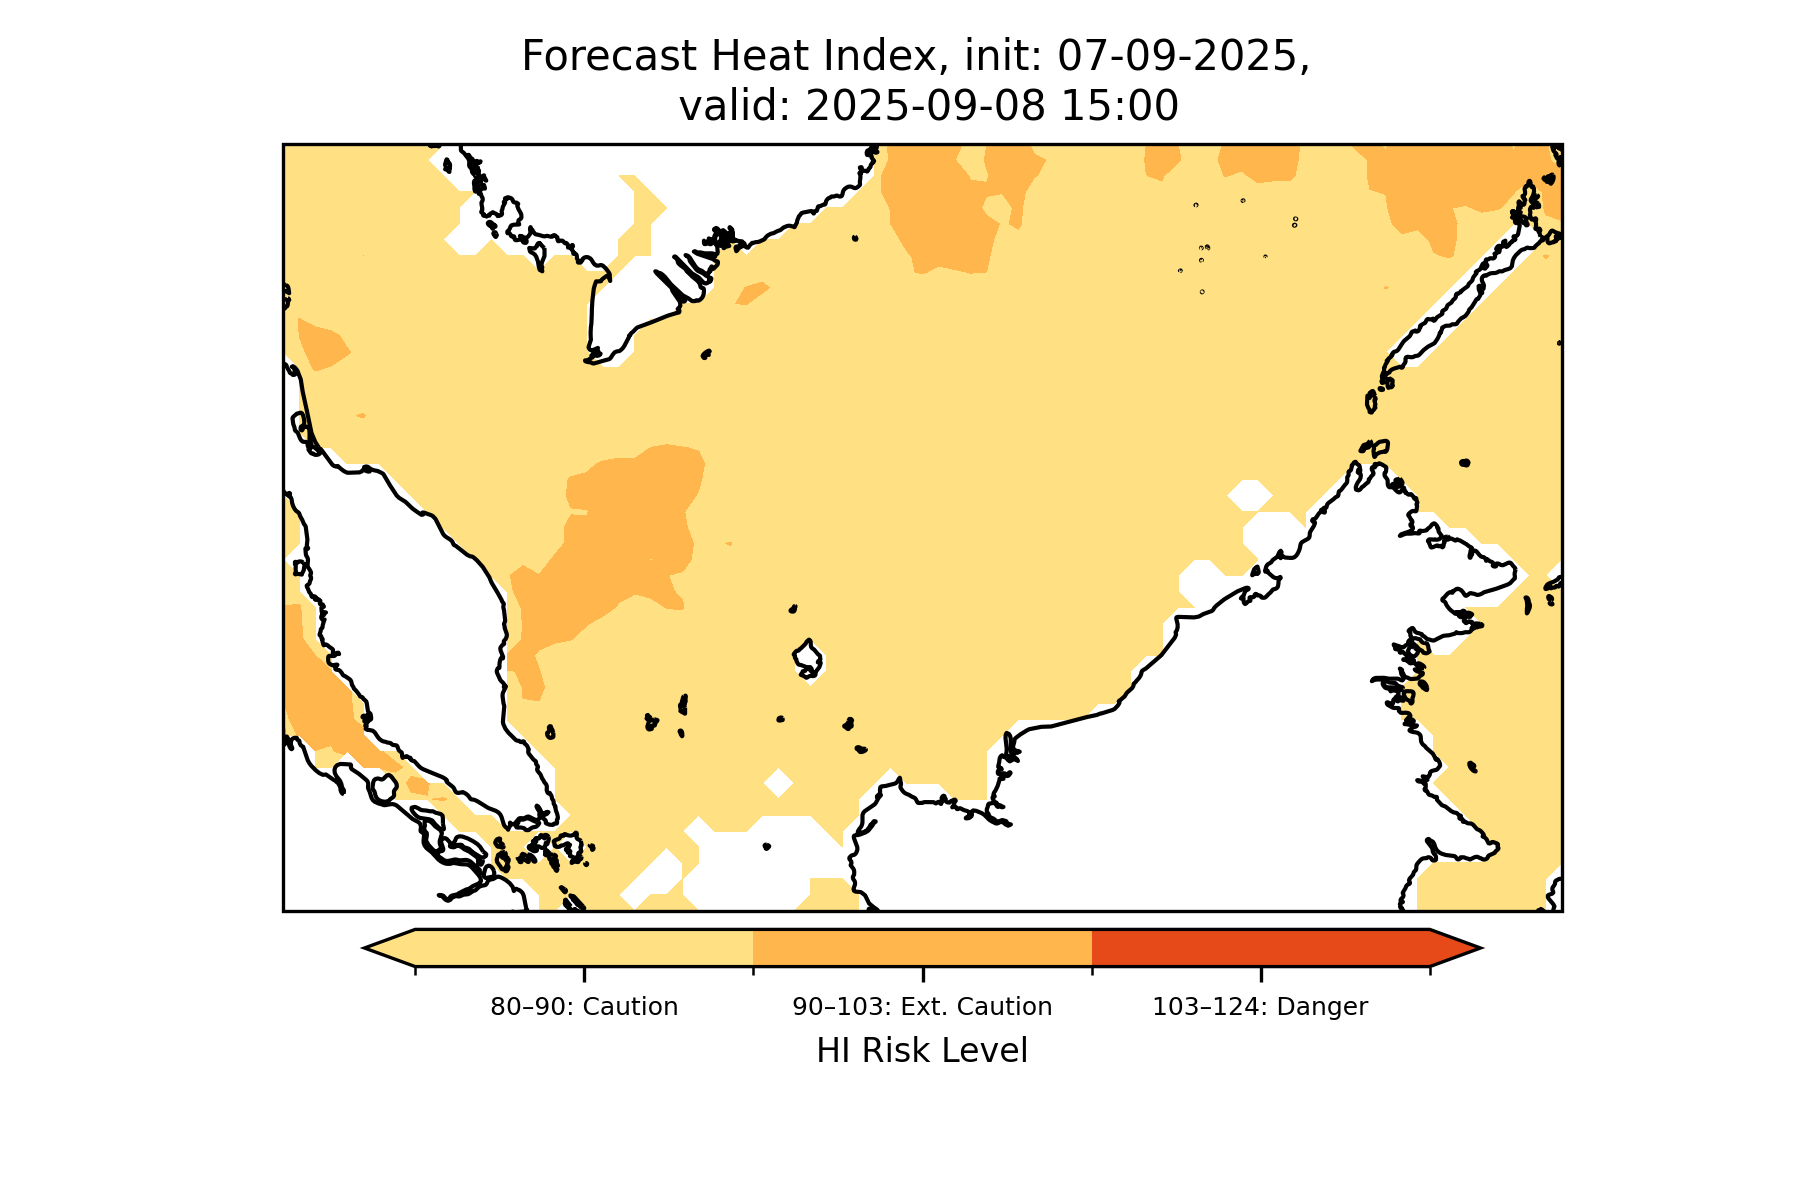 Forecast Heat Index, init: 07-09-2025,
valid: 2025-09-08 15:00
80–90: Caution
90–103: Ext. Caution
103–124: Danger
HI Risk Level